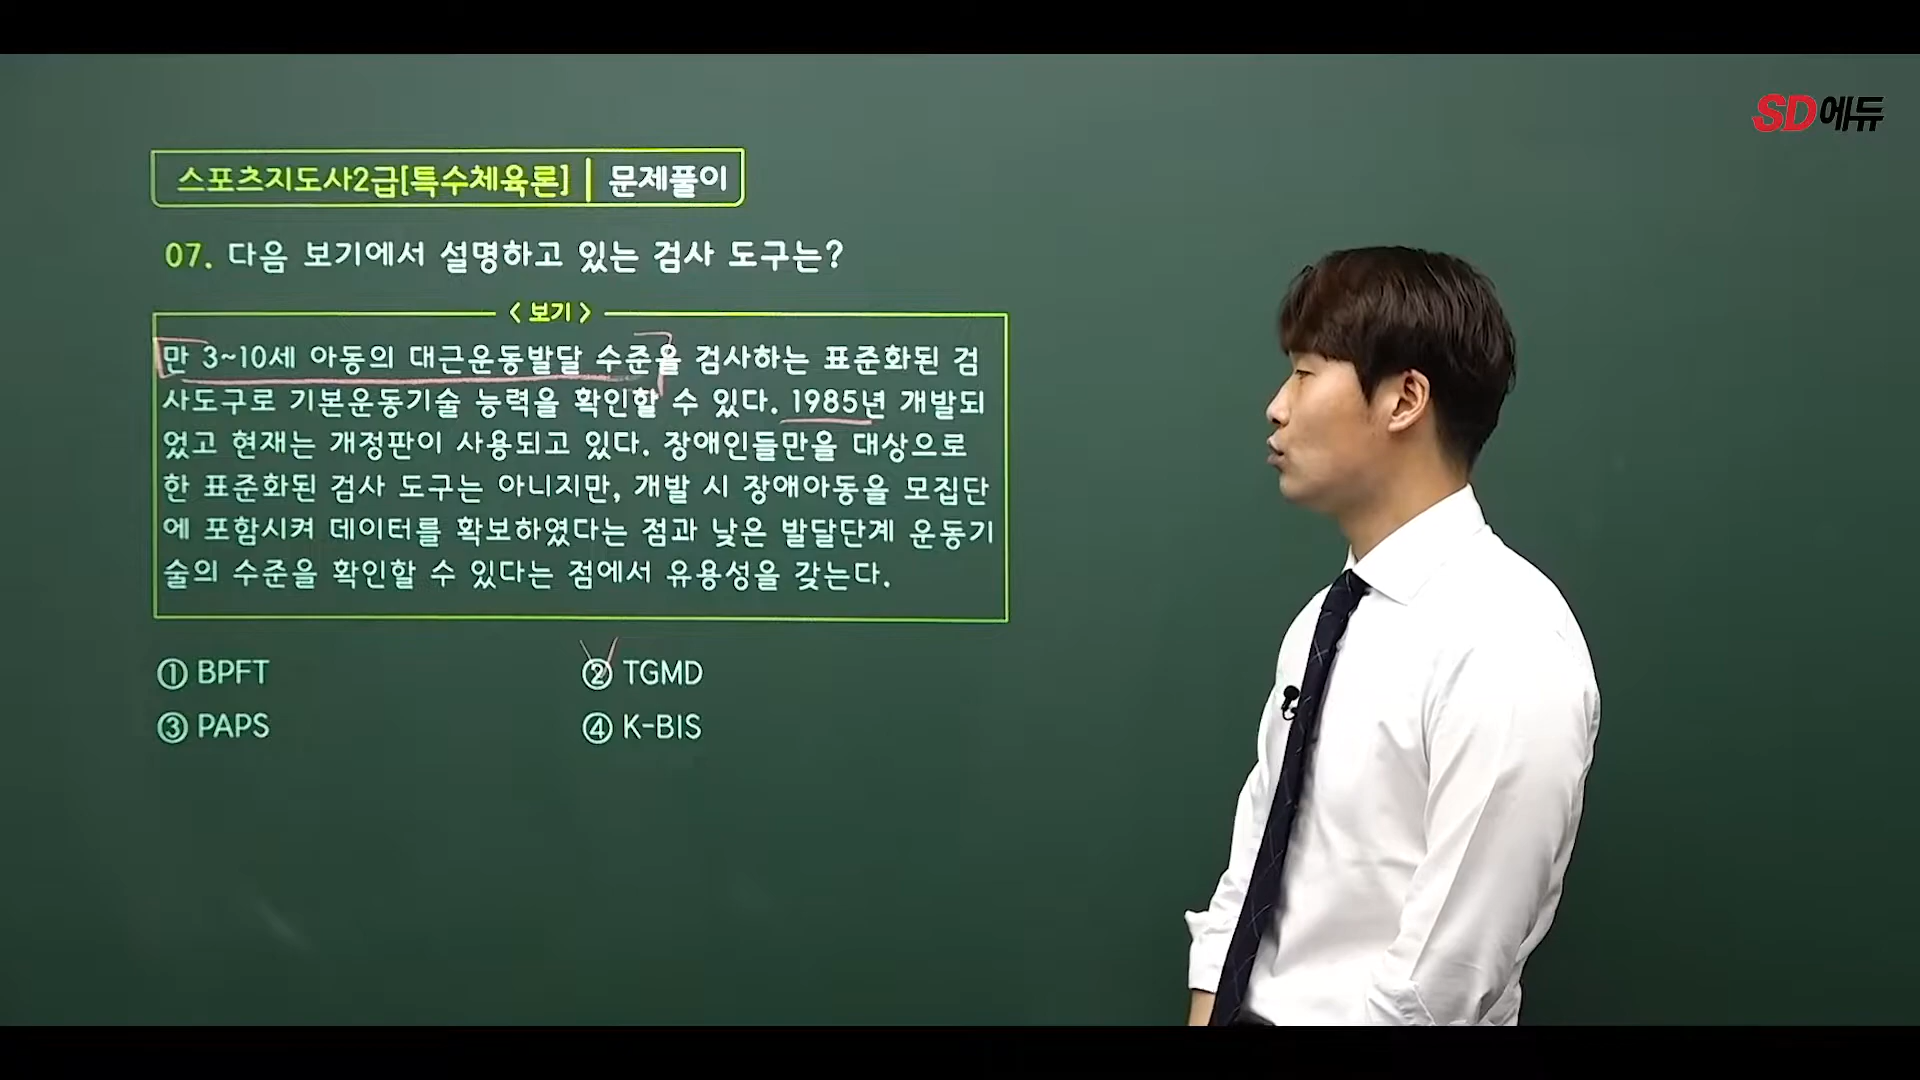 SD에듀
스포츠지도사2급[특수체육론] | 문제풀이
07. 다음 보기에서 설명하고 있는 검사 도구는?
< 보기 >
만 3~10세 아동의 대근운동발달 수준을 검사하는 표준화된 검
사도구로 기본운동기술 능력을 확인할 수 있다. 1985년 개발되
었고 현재는 개정판이 사용되고 있다. 장애인들만을 대상으로
한 표준화된 검사 도구는 아니지만, 개발 시 장애아동을 모집단
에 포함시켜 데이터를 확보하였다는 점과 낮은 발달단계 운동기
술의 수준을 확인할 수 있다는 점에서 유용성을 갖는다.
① BPFT
② TGMD
③ PAPS
④ K-BIS